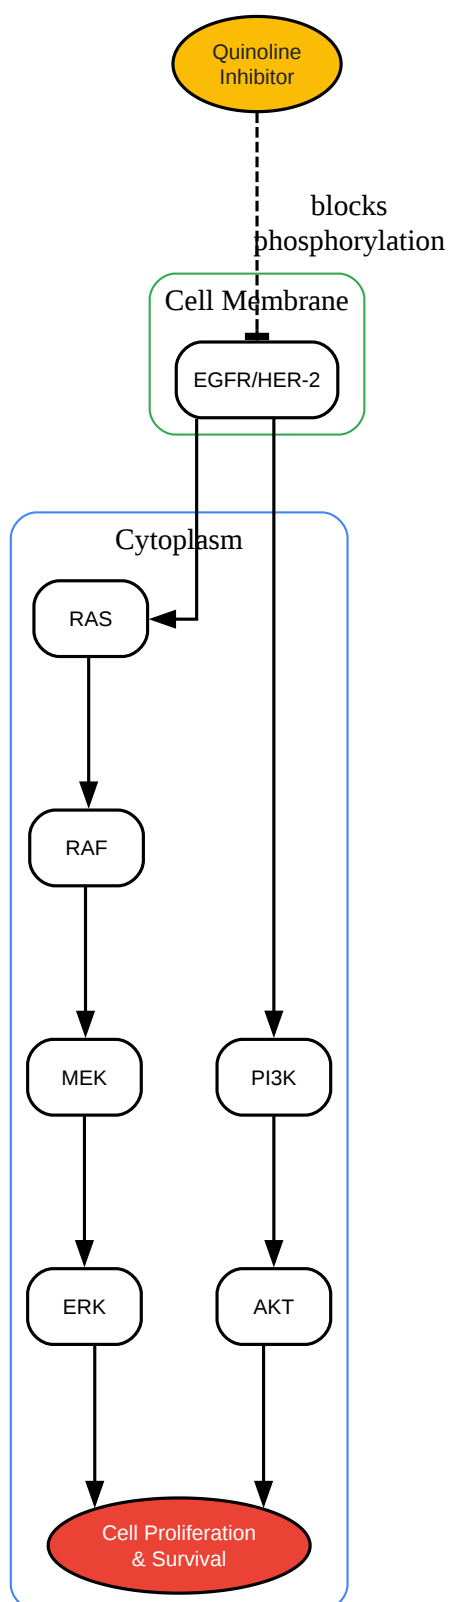 Quinoline
Inhibitor
blocks
phosphorylation
Cell Membrane
EGFR/HER-2
Cytoplasm
RAS
RAF
MEK
PI3K
ERK
AKT
Cell Proliferation
& Survival